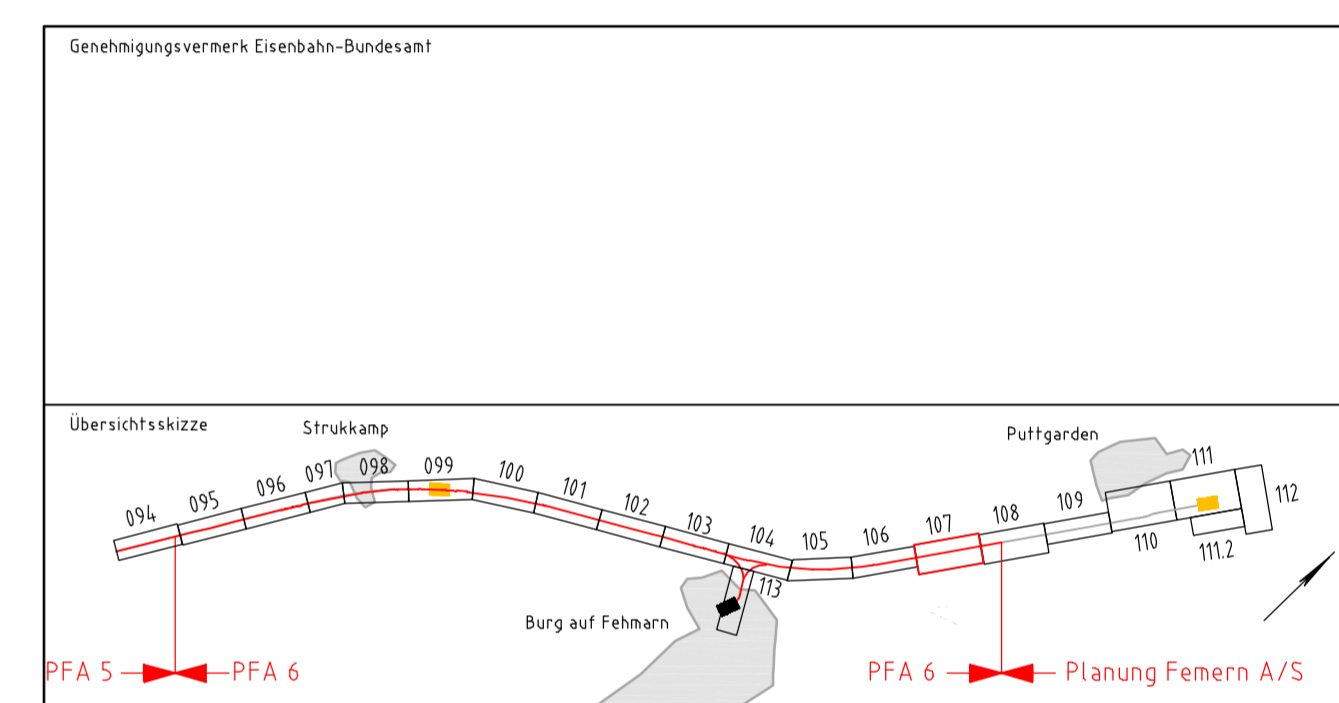 Genehmigungsvermerk Eisenbahn-Bundesamt
Übersichtsskizze
Strukkamp
Puttgarden
094
095
096
097
098
099
100
101
102
103
104
105
106
107
108
109
110
111
111.2
112
113
Burg auf Fehmarn
PFA 5
PFA 6
PFA 6
Planung Femern A/S